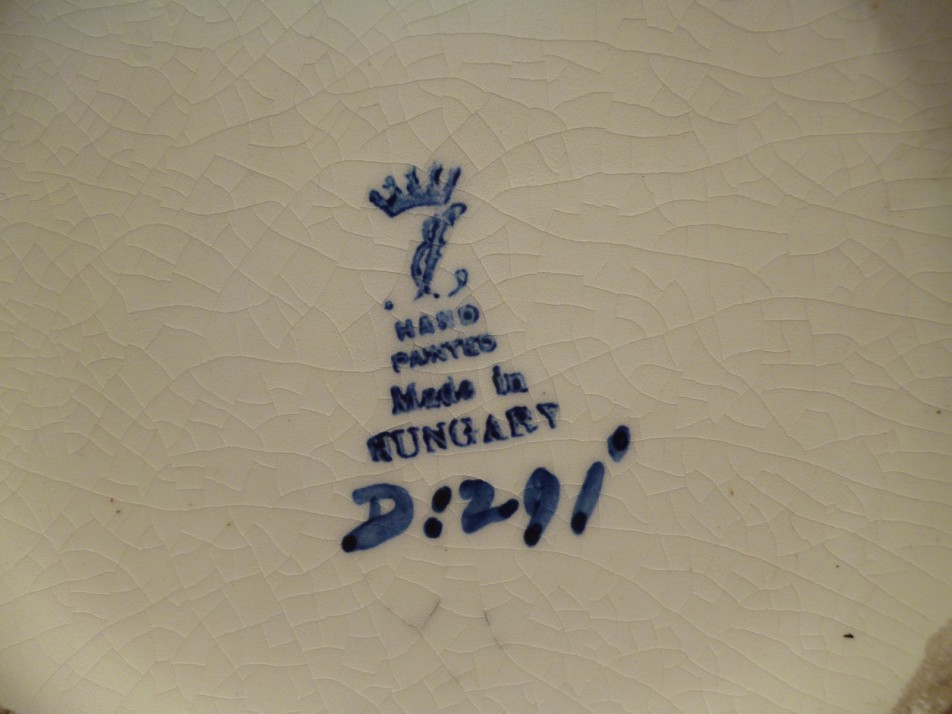 HAND
PAINTED
Made in
HUNGARY
D:291